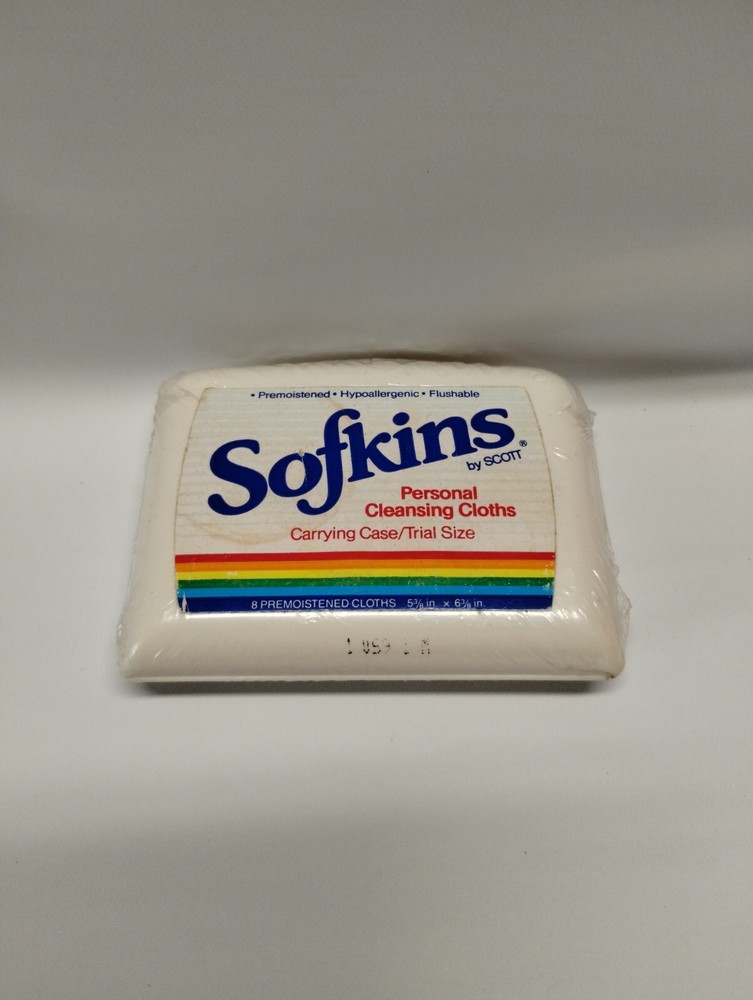 • Premoistened • Hypoallergenic • Flushable
Sofkins®
by SCOTT
Personal
Cleansing Cloths
Carrying Case/Trial Size
8 PREMOISTENED CLOTHS 5⅜ in. × 6⅜ in.